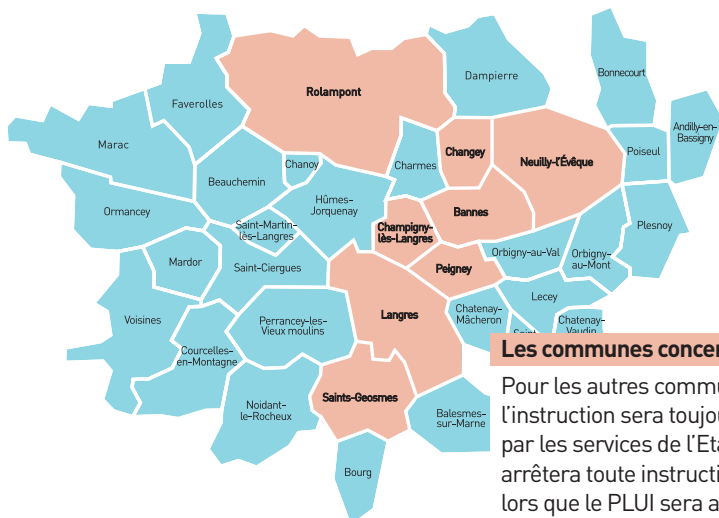 Bonnecourt
Dampierre
Rolampont
Faverolles
Andilly-en-
Bassigny
Marac
Changey
Poiseul
Chanoy
Charmes
Neuilly-l'Évêque
Beauchemin
Hûmes-
Jorquenay
Ormancey
Bannes
Plesnoy
Saint-Martin-
lès-Langres
Champigny-
lès-Langres
Orbigny-au-Val
Orbigny-
au-Mont
Mardor
Saint-Ciergues
Peigney
Lecey
Voisines
Langres
Chatenay-
Mâcheron
Chatenay-
Vaudin
Perrancey-les-
Vieux moulins
Courcelles-
en-Montagne
Les communes concer
Pour les autres commu
l'instruction sera toujou
par les services de l'Eta
arrêtera toute instructi
lors que le PLUI sera a
Saints-Geosmes
Noidant-
le-Rocheux
Balesmes-
sur-Marne
Bourg